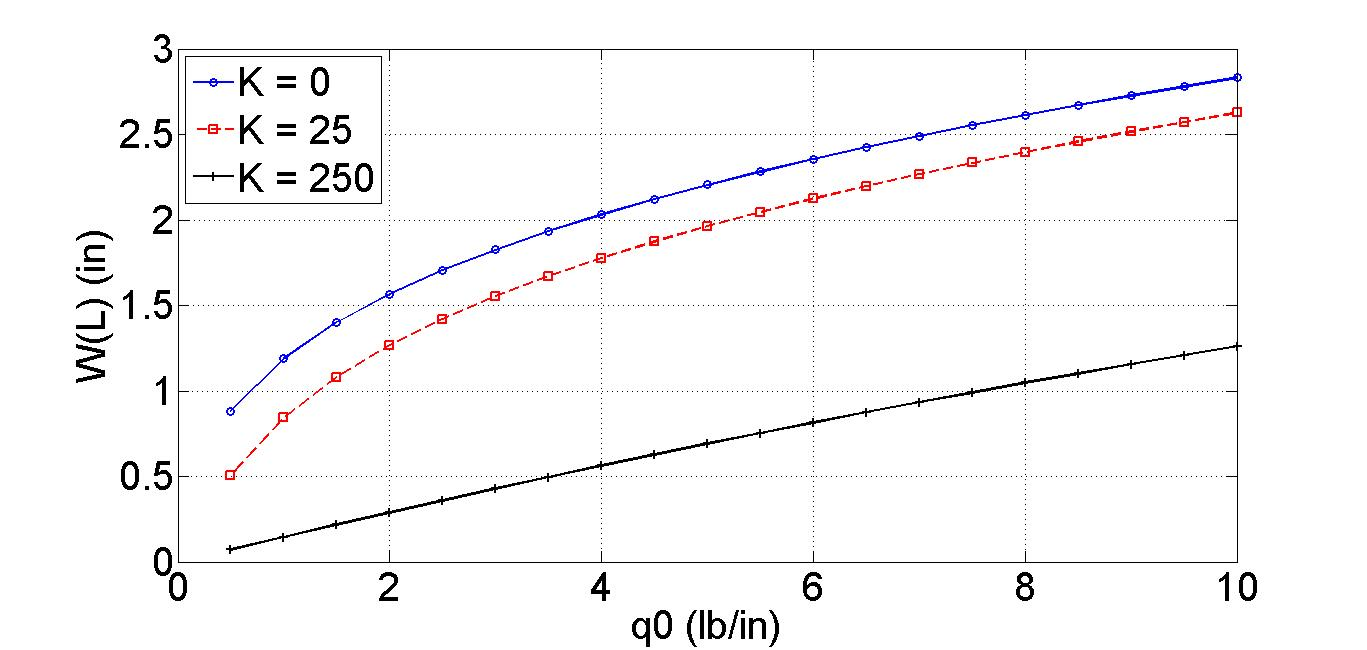 3
2.5
2
1.5
1
0.5
0
W(L) (in)
K = 0
K = 25
K = 250
0 2 4 6 8 10
q0 (lb/in)